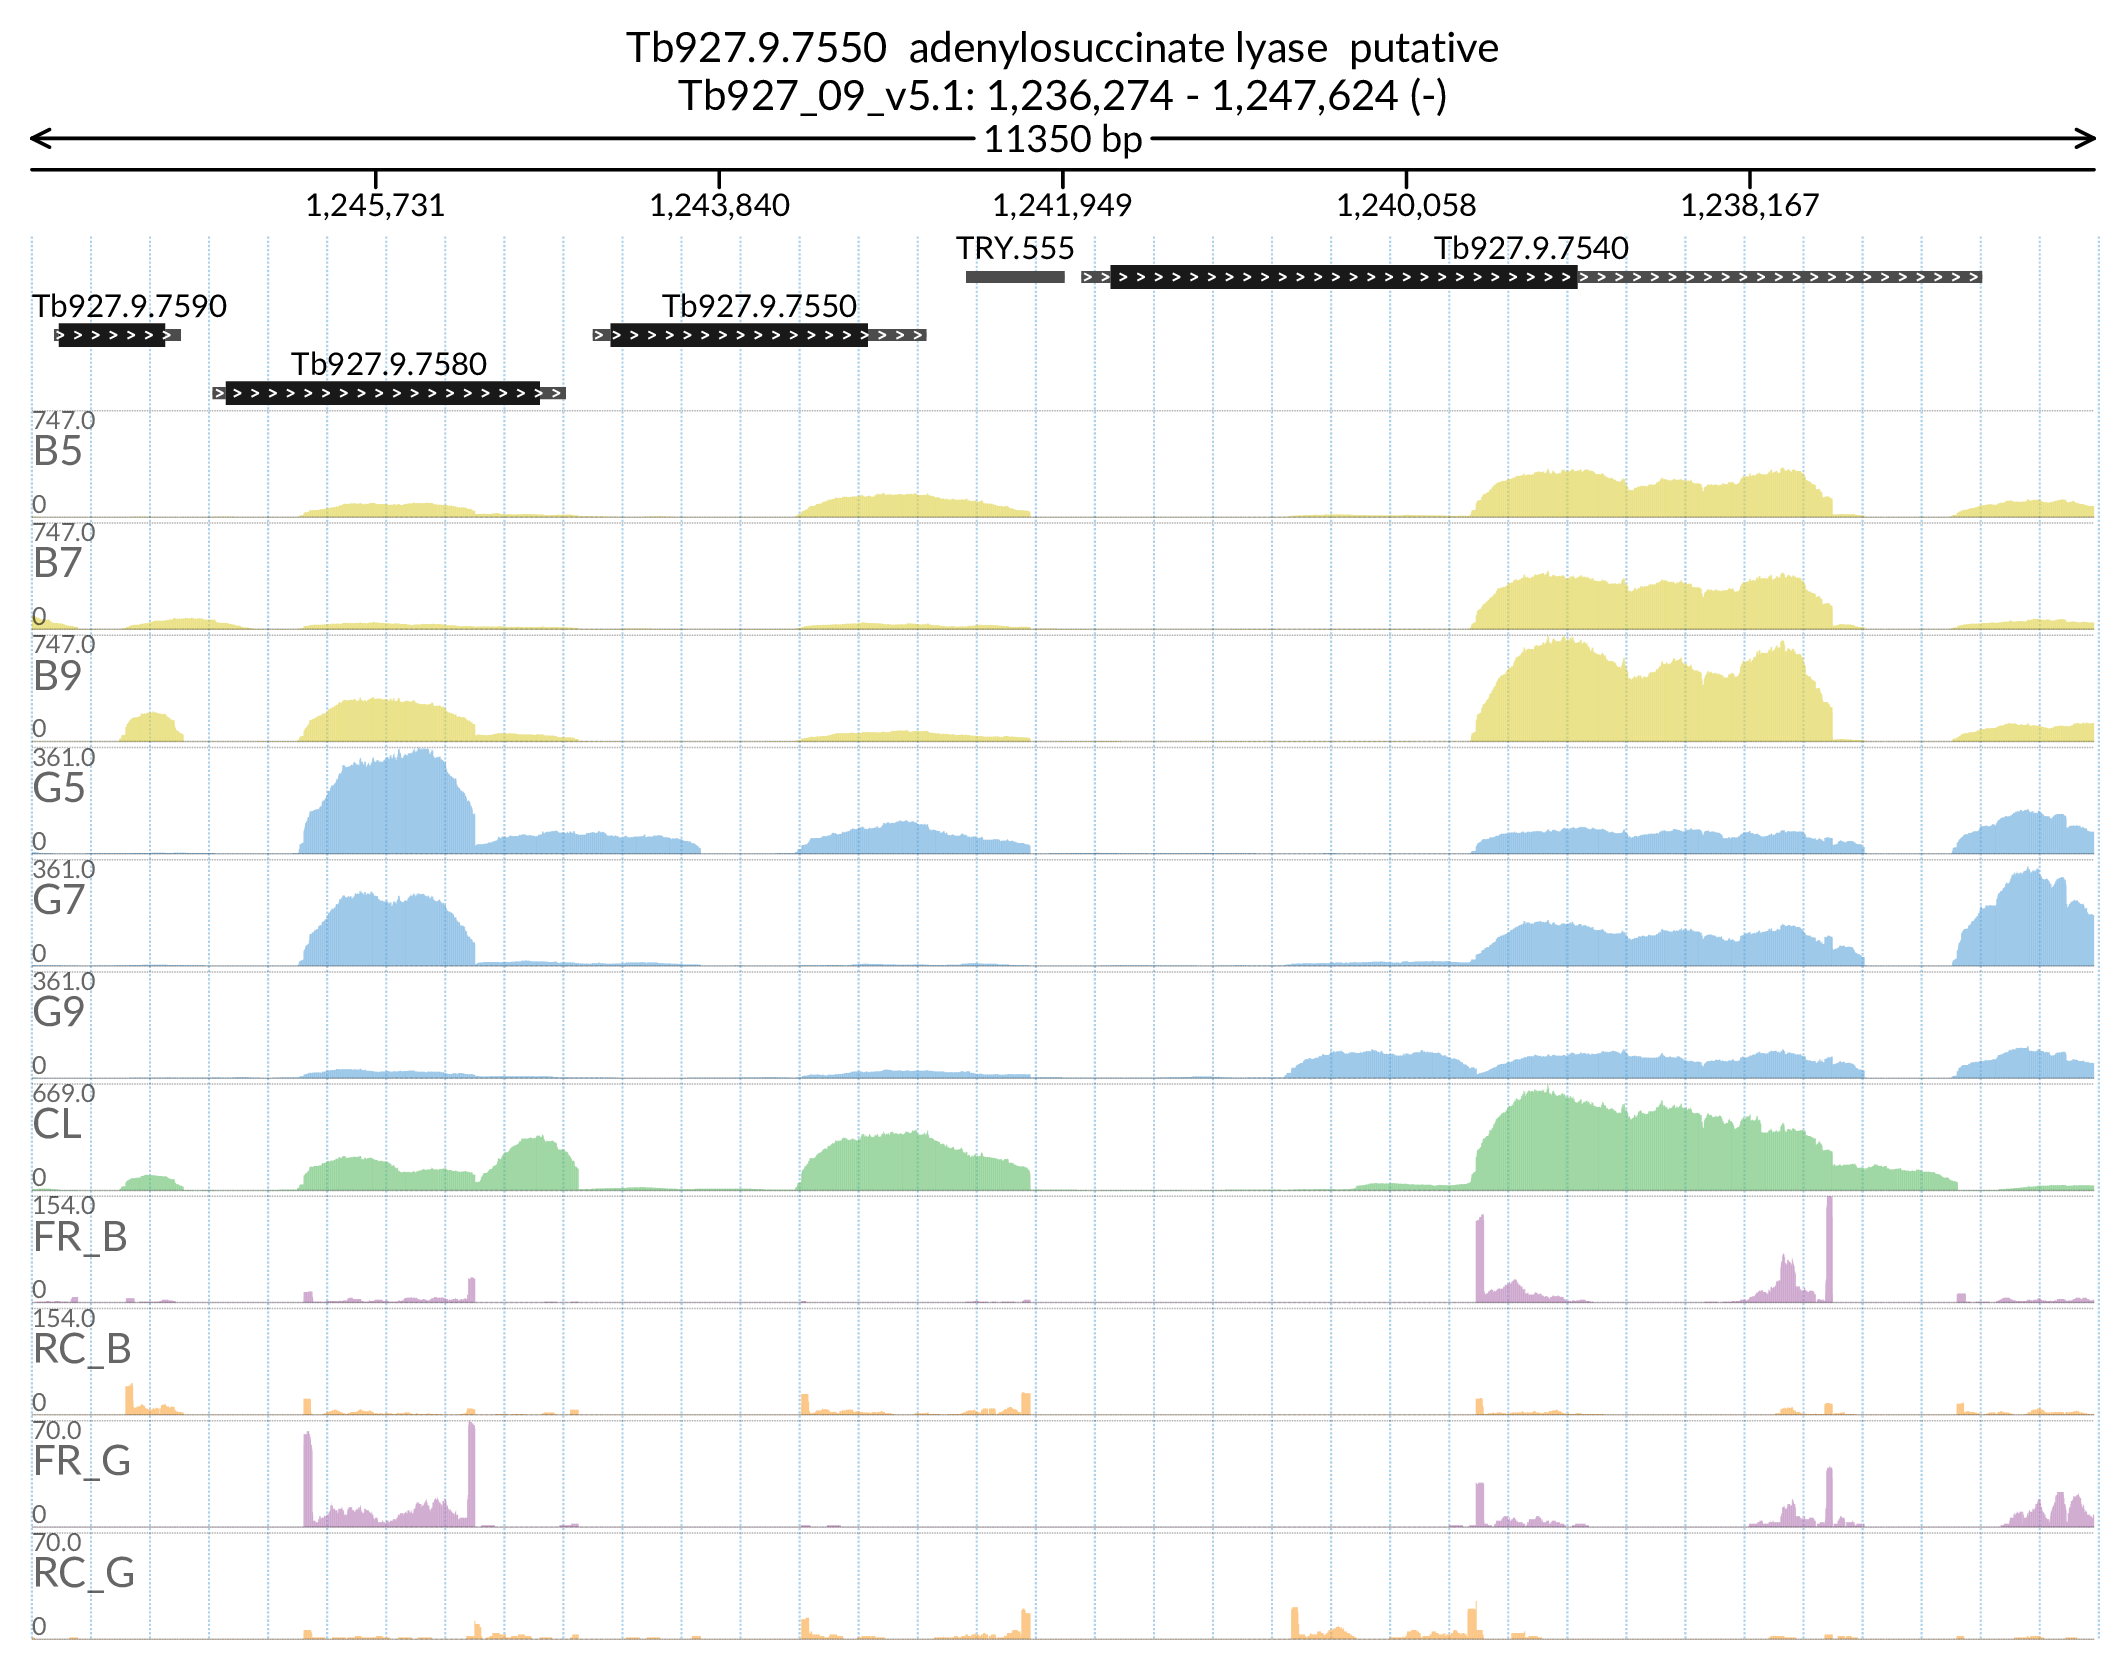 Tb927.9.7550  adenylosuccinate lyase  putative
Tb927_09_v5.1: 1,236,274 - 1,247,624 (-)
11350 bp
1,245,731 1,243,840 1,241,949 1,240,058 1,238,167
TRY.555 Tb927.9.7540
Tb927.9.7590 Tb927.9.7550
Tb927.9.7580
747.0
B5
0
747.0
B7
0
747.0
B9
0
361.0
G5
0
361.0
G7
0
361.0
G9
0
669.0
CL
0
154.0
FR_B
0
154.0
RC_B
0
70.0
FR_G
0
70.0
RC_G
0